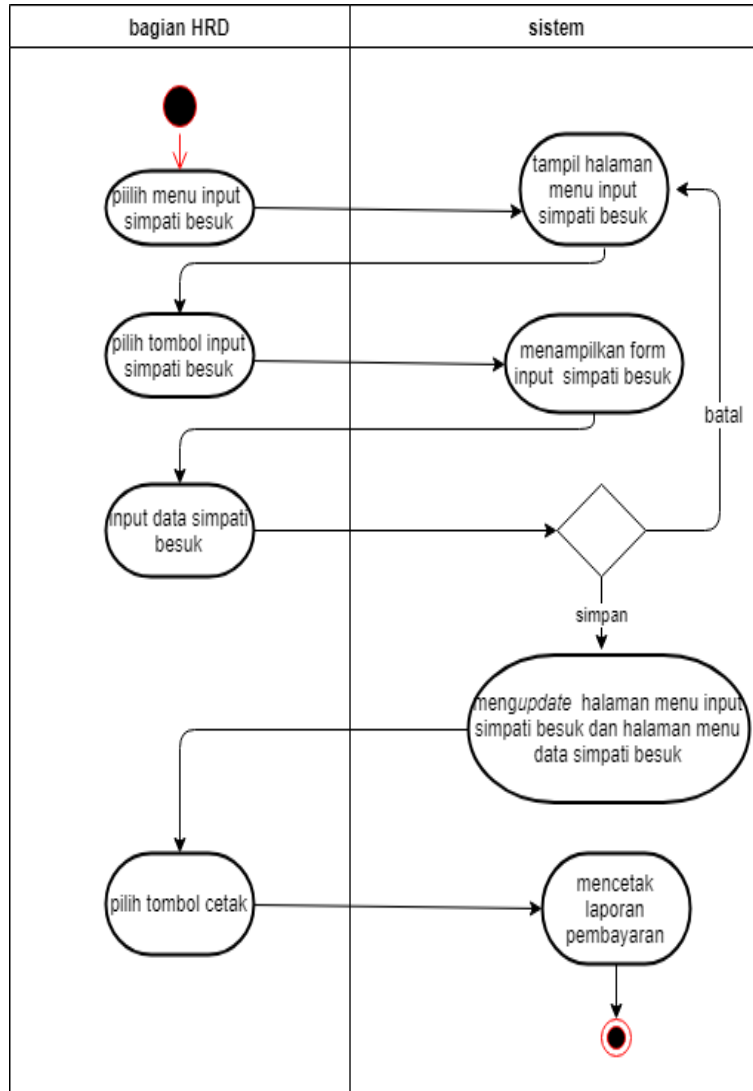 bagian HRD
sistem
piilih menu input
simpati besuk
tampil halaman
menu input
simpati besuk
pilih tombol input
simpati besuk
menampilkan form
input simpati besuk
batal
input data simpati
besuk
simpan
mengupdate halaman menu input
simpati besuk dan halaman menu
data simpati besuk
pilih tombol cetak
mencetak
laporan
pembayaran